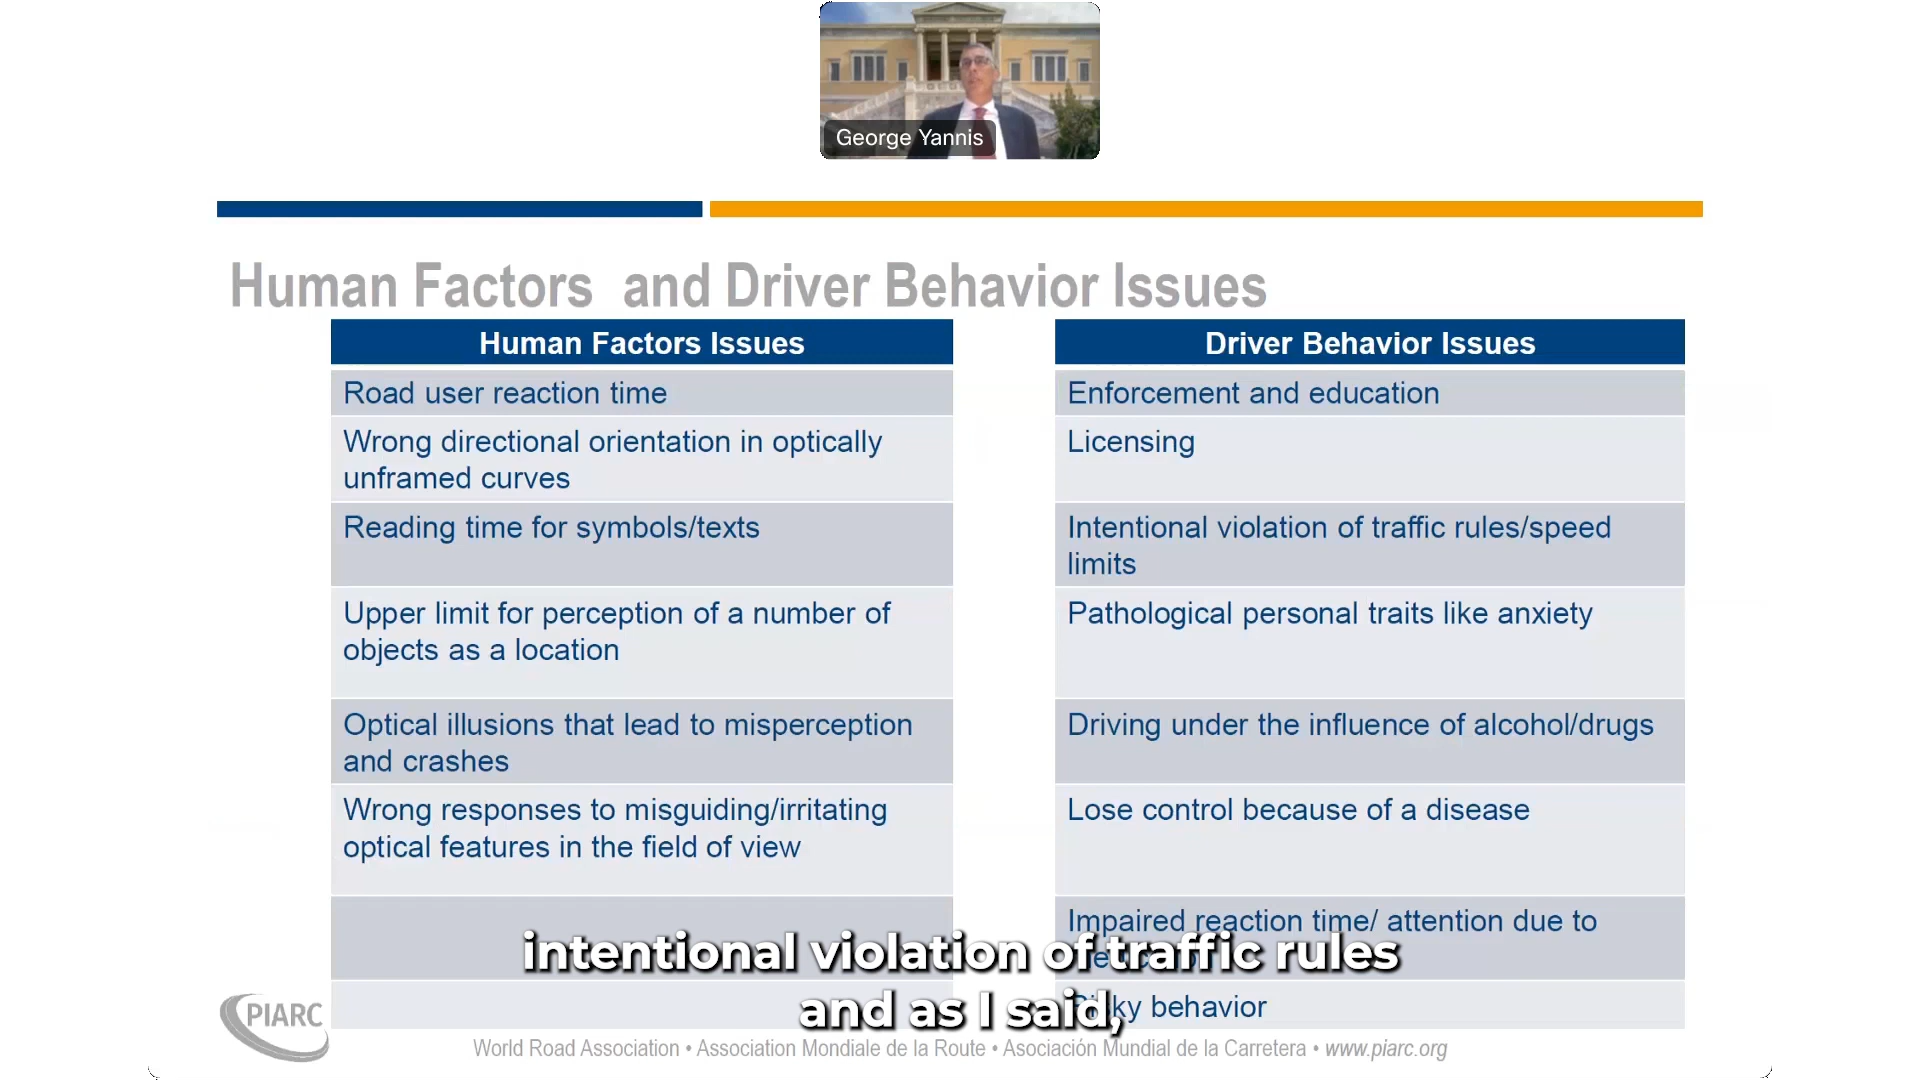 George Yannis
Human Factors and Driver Behavior Issues
Human Factors Issues
Road user reaction time
Wrong directional orientation in optically
unframed curves
Reading time for symbols/texts
Upper limit for perception of a number of
objects as a location
Optical illusions that lead to misperception
and crashes
Wrong responses to misguiding/irritating
optical features in the field of view
Driver Behavior Issues
Enforcement and education
Licensing
Intentional violation of traffic rules/speed
limits
Pathological personal traits like anxiety
Driving under the influence of alcohol/drugs
Lose control because of a disease
Impaired reaction time/ attention due to
Risky behavior
intentional violation of traffic rules
and as I said,
PIARC
World Road Association • Association Mondiale de la Route • Asociación Mundial de la Carretera • www.piarc.org